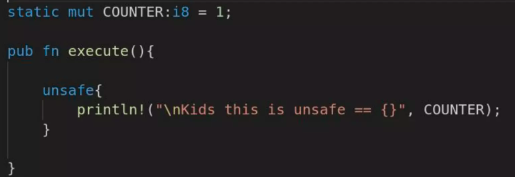 static mut COUNTER:i8 = 1;
pub fn execute(){
unsafe{
println!("\nKids this is unsafe == {}", COUNTER);
}
}